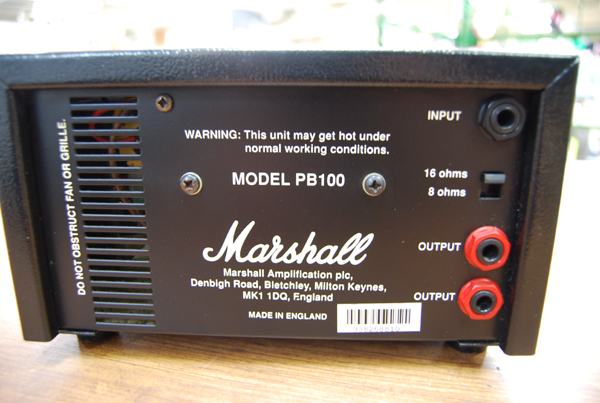 DO NOT OBSTRUCT FAN OR GRILLE.
WARNING: This unit may get hot under
normal working conditions.
MODEL PB100
Marshall
Marshall Amplification plc,
Denbigh Road, Bletchley, Milton Keynes,
MK1 1DQ, England
MADE IN ENGLAND
INPUT
16 ohms
8 ohms
OUTPUT
OUTPUT